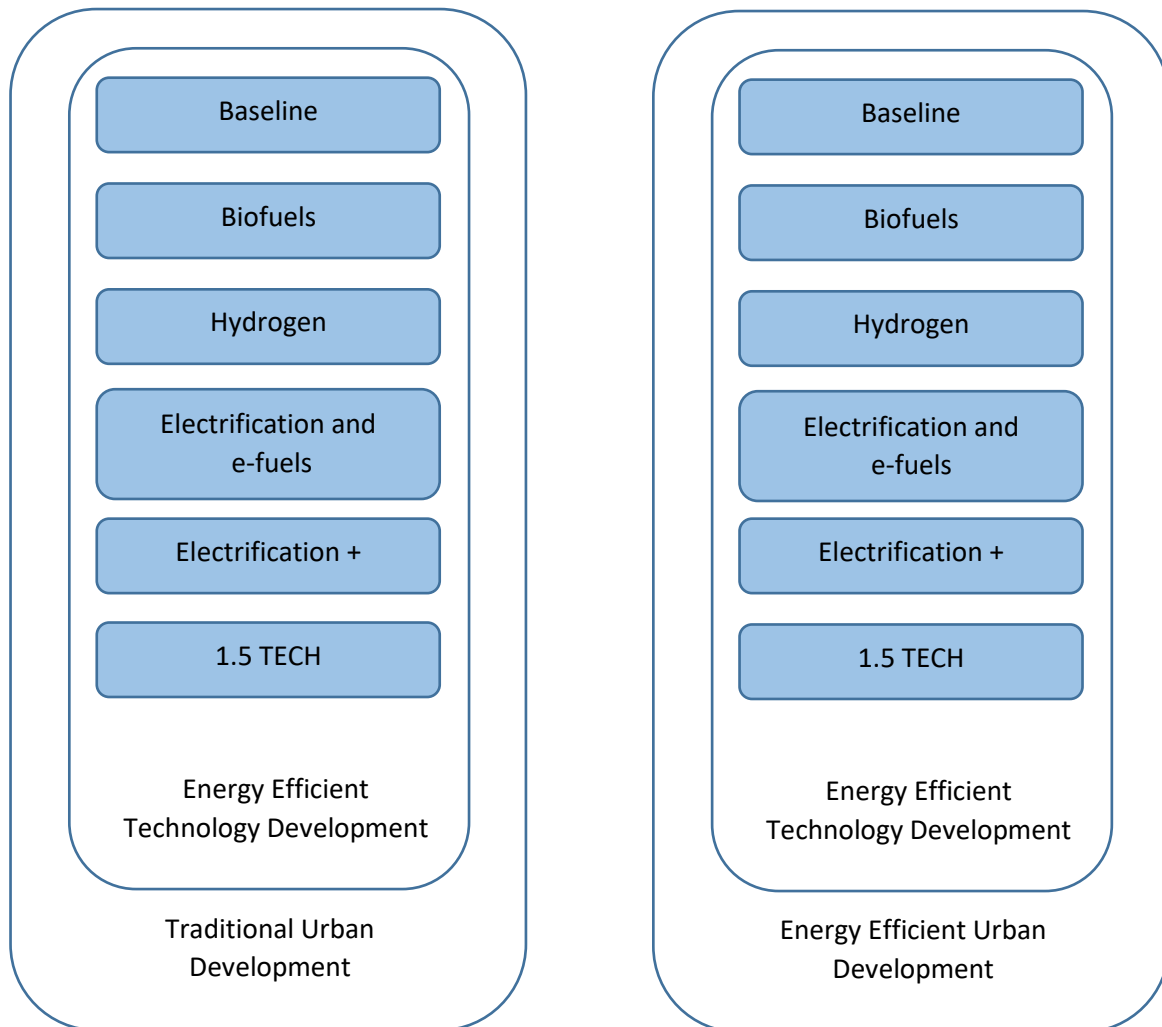 Baseline
Biofuels
Hydrogen
Electrification and
e-fuels
Electrification +
1.5 TECH
Energy Efficient
Technology Development
Traditional Urban
Development
Baseline
Biofuels
Hydrogen
Electrification and
e-fuels
Electrification +
1.5 TECH
Energy Efficient
Technology Development
Energy Efficient Urban
Development